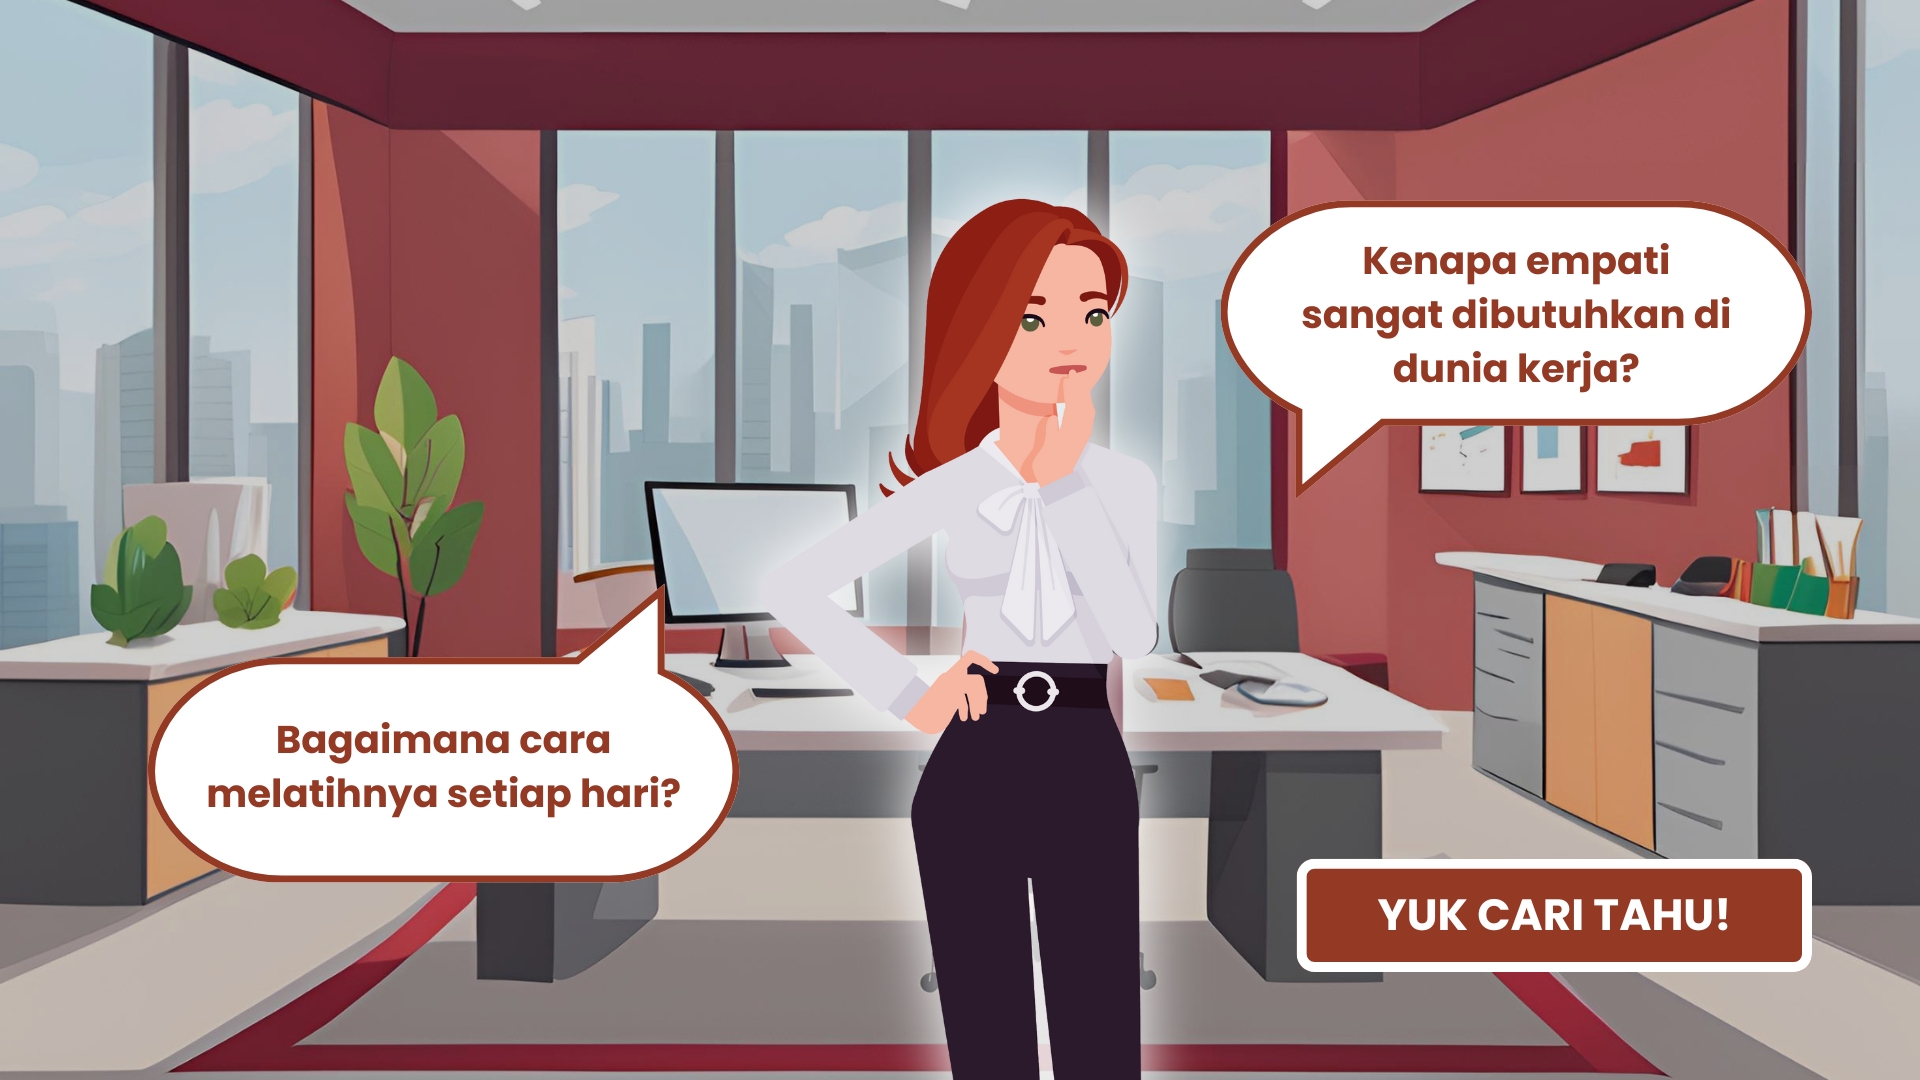 Kenapa empati
sangat dibutuhkan di
dunia kerja?
Bagaimana cara
melatihnya setiap hari?
YUK CARI TAHU!